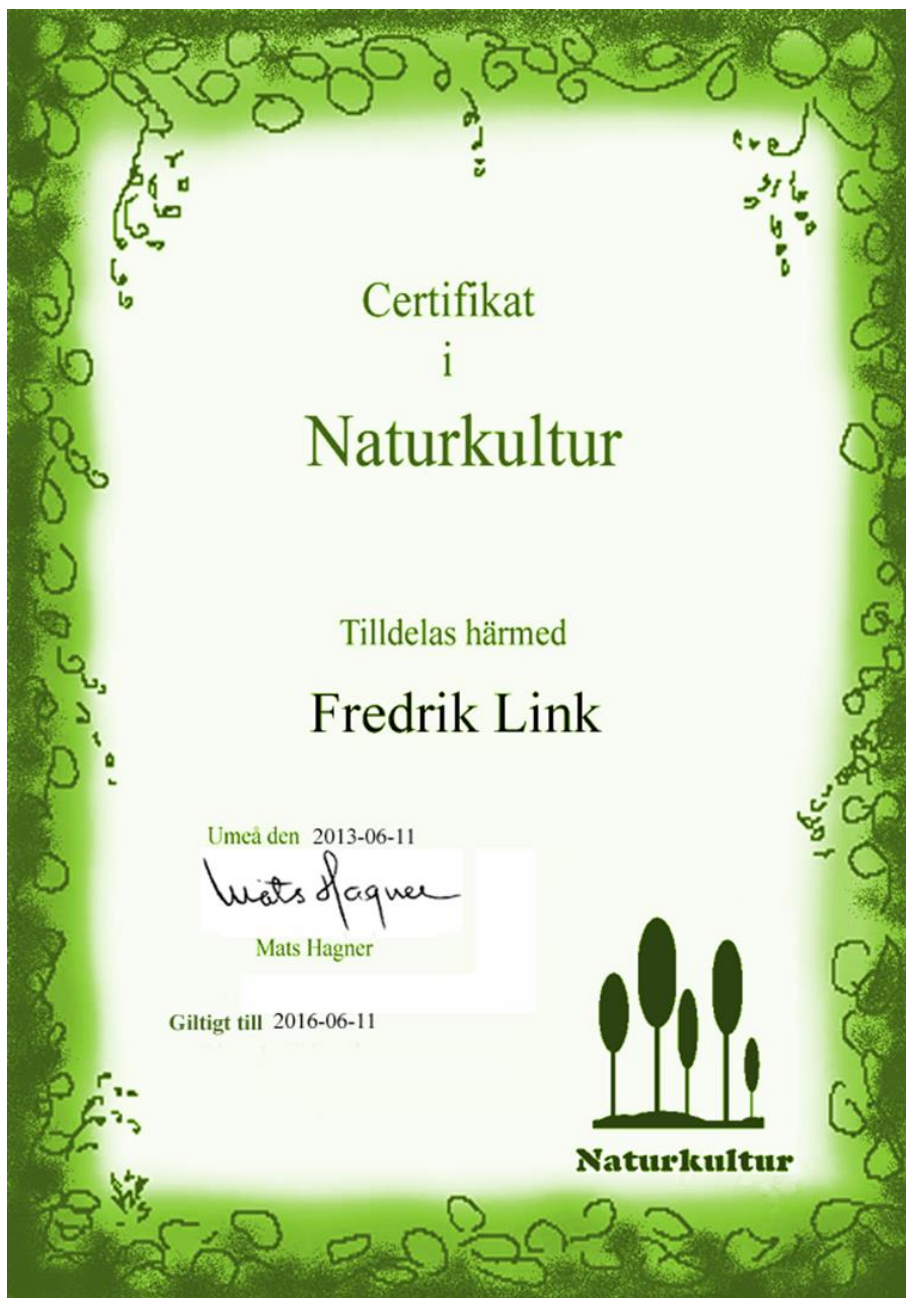 Certifikat
i
Naturkultur
Tilldelas härmed
Fredrik Link
Umeå den 2013-06-11
Mats Hagner
Mats Hagner
Giltigt till 2016-06-11
Naturkultur